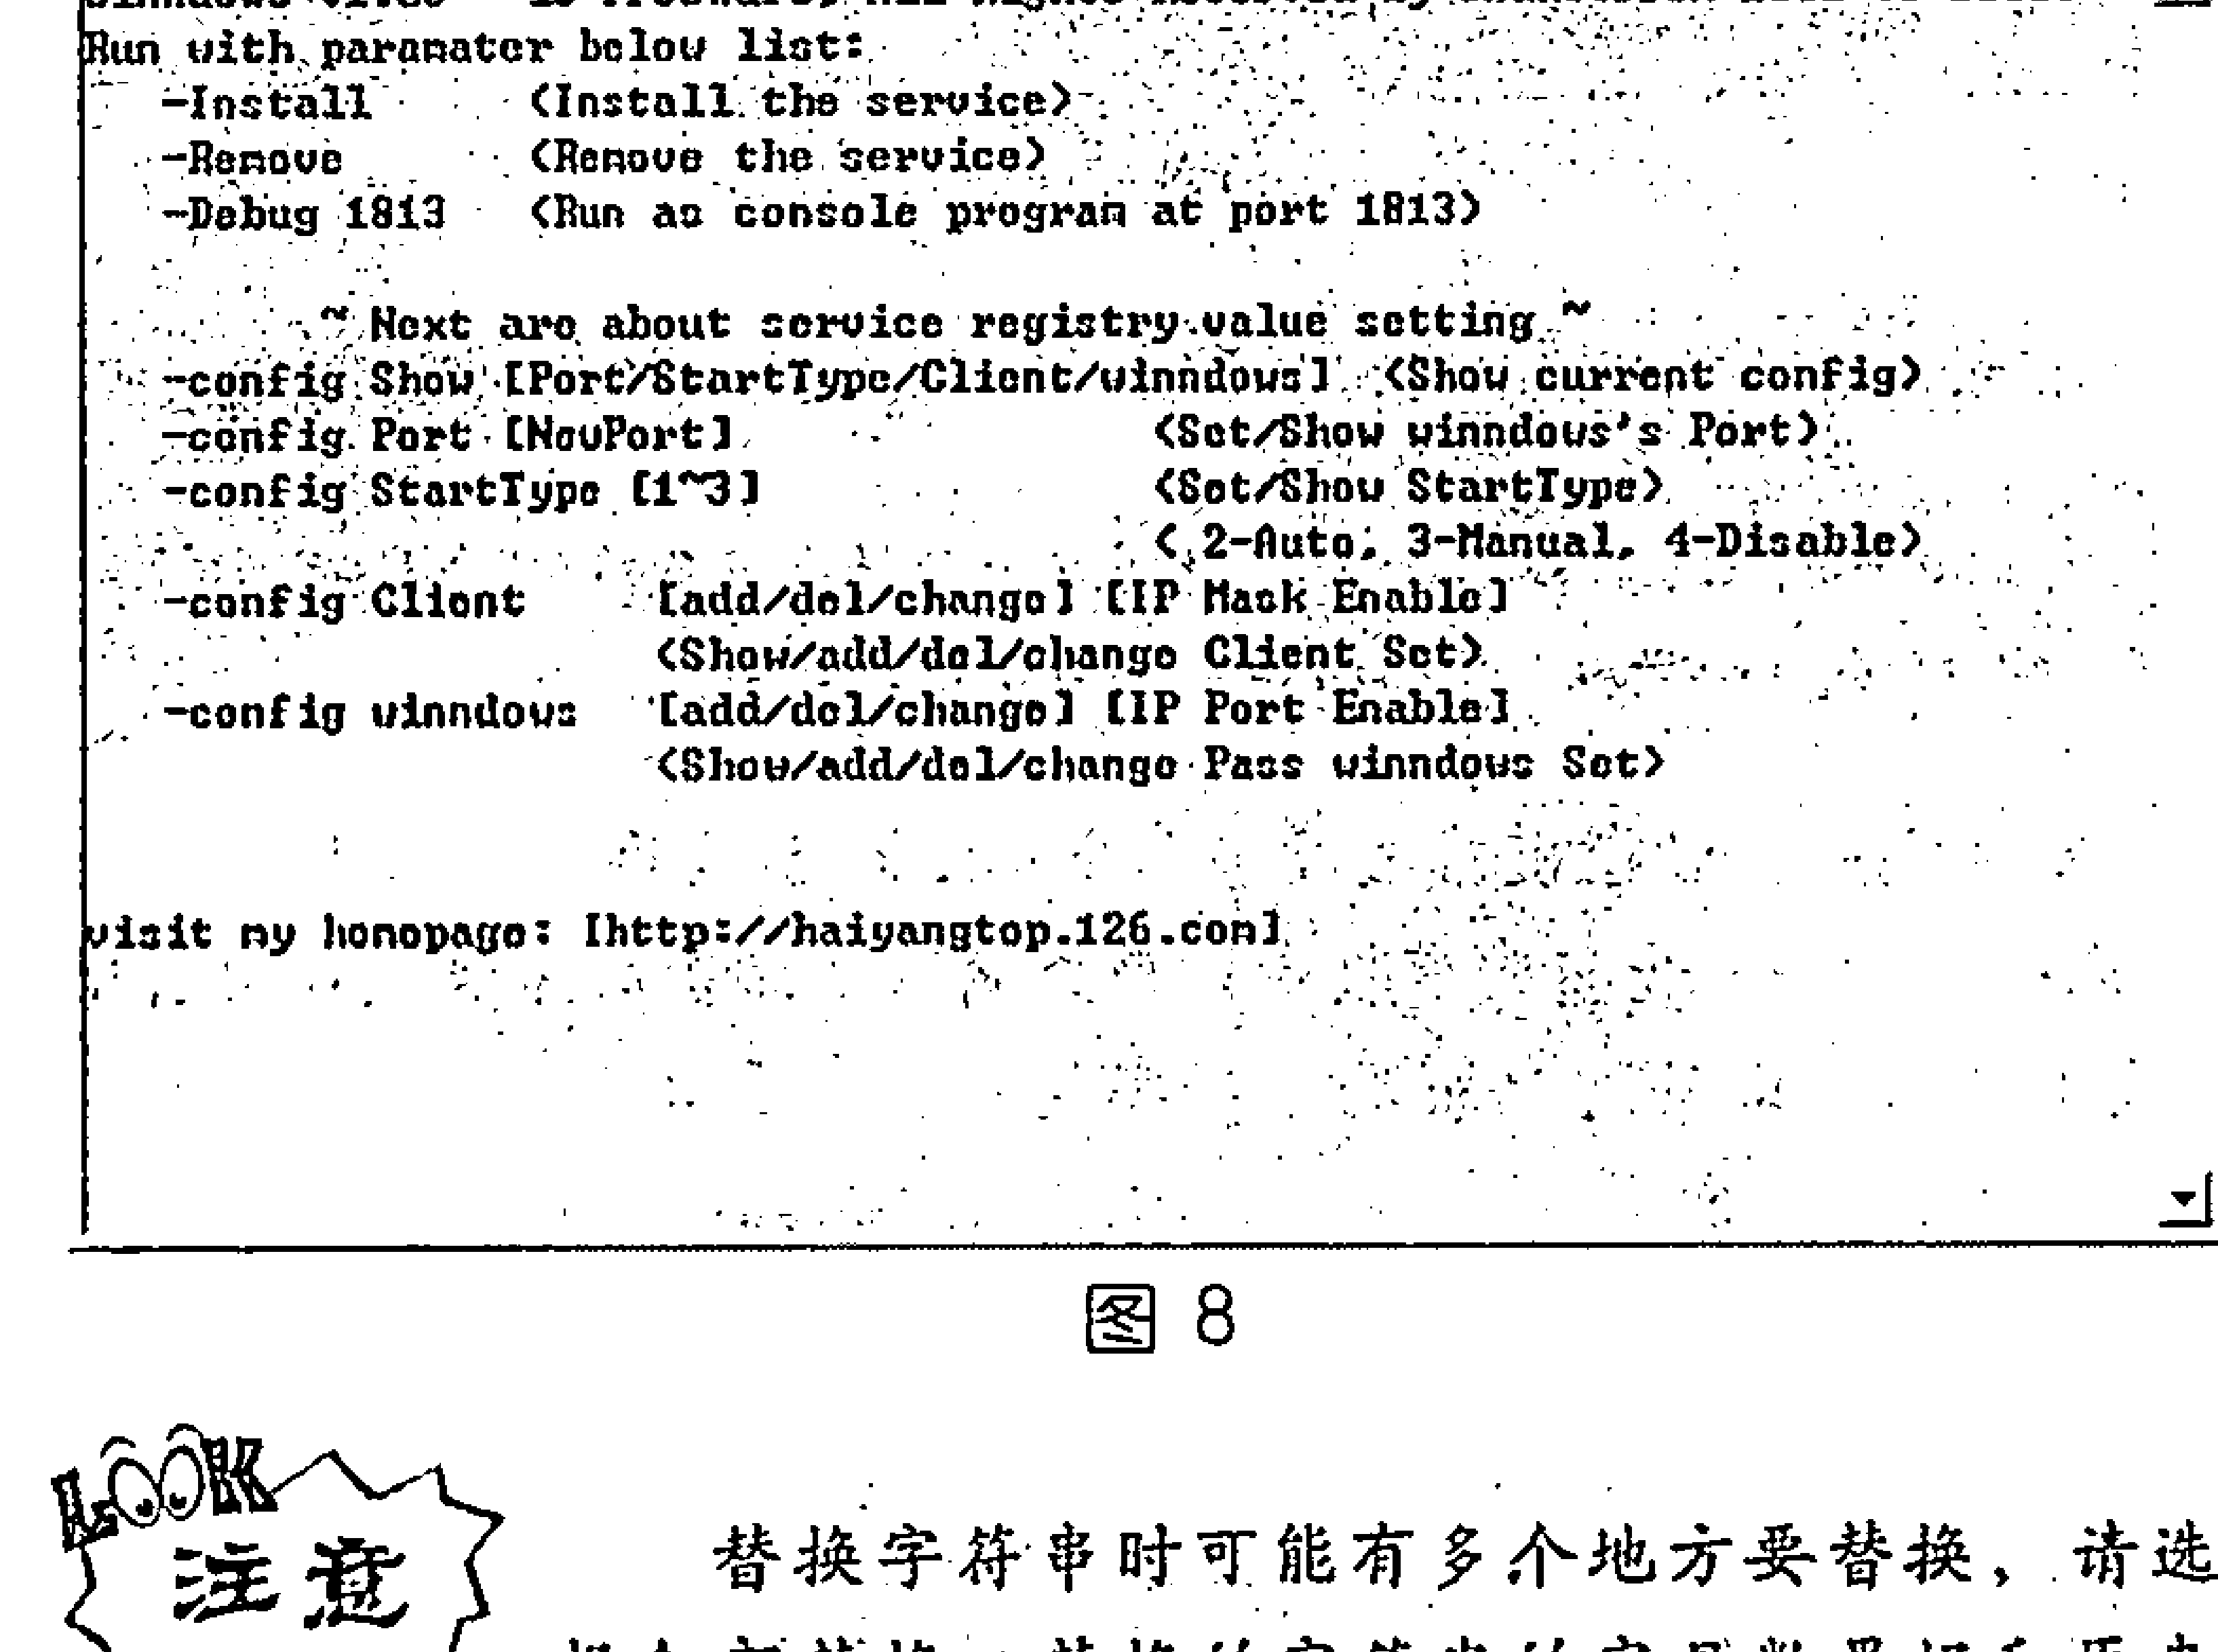 Run with paramater below list:
-Install (Install the service)
-Remove (Remove the service)
-Debug 1813 (Run as console program at port 1813)
~ Next are about service registry value setting ~
-config Show [Port/StartType/Client/winndows] <Show current config>
-config Port [NewPort] <Set/Show winndows's Port>
-config StartType [1~3] <Set/Show StartType>
< 2-Auto, 3-Manual, 4-Disable>
-config Client [add/del/change] [IP Mask Enable]
<Show/add/del/change Client Set>
-config winndows [add/del/change] [IP Port Enable]
<Show/add/del/change Pass winndows Set>
visit my homepage: [http://haiyangtop.126.com]
图 8
LOOK
注意
替换字符串时可能有多个地方要替换，请选